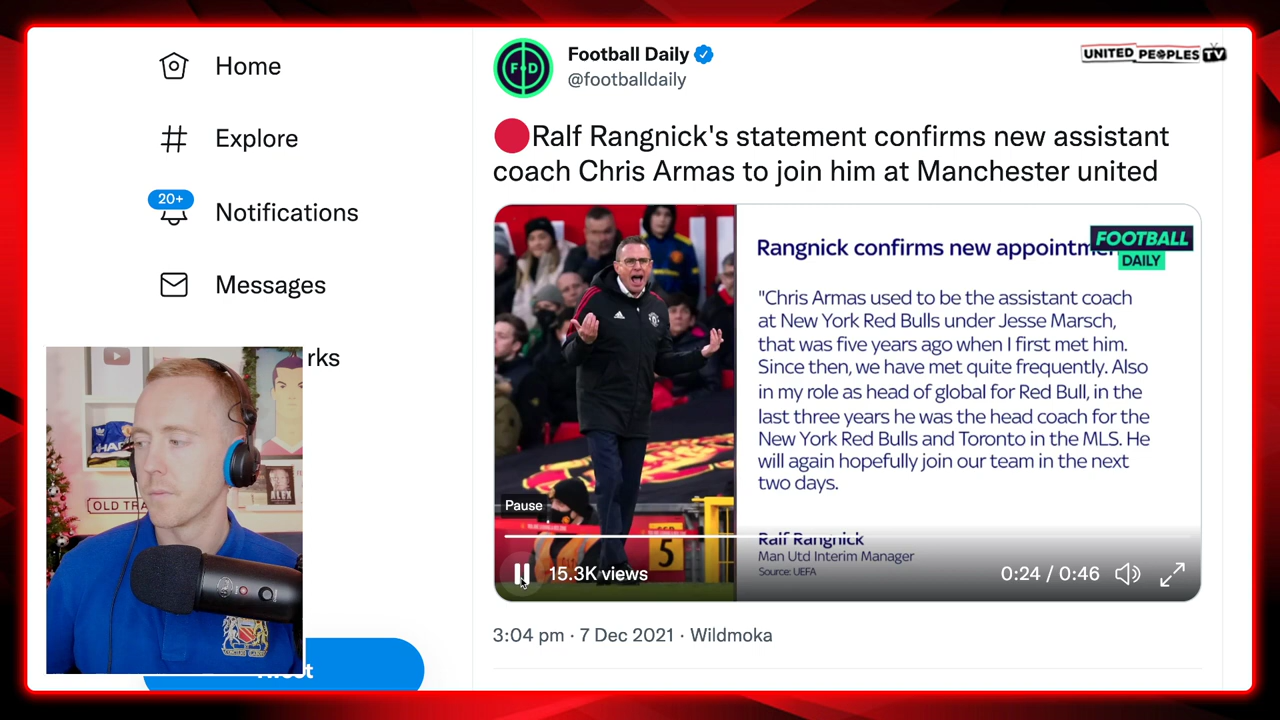 Home
Explore
20+
Notifications
Messages
rks
OLD TRA
ALEX
Football Daily
@footballdaily
UNITED PEOPLES TV
FD
Ralf Rangnick's statement confirms new assistant
coach Chris Armas to join him at Manchester united
Rangnick confirms new appointme
FOOTBALL
DAILY
"Chris Armas used to be the assistant coach
at New York Red Bulls under Jesse Marsch,
that was five years ago when I first met him.
Since then, we have met quite frequently. Also
in my role as head of global for Red Bull, in the
last three years he was the head coach for the
New York Red Bulls and Toronto in the MLS. He
will again hopefully join our team in the next
two days.
Ralf Rangnick
Man Utd Interim Manager
Source: UEFA
Pause
5
15.3K views
0:24 / 0:46
3:04 pm · 7 Dec 2021 · Wildmoka